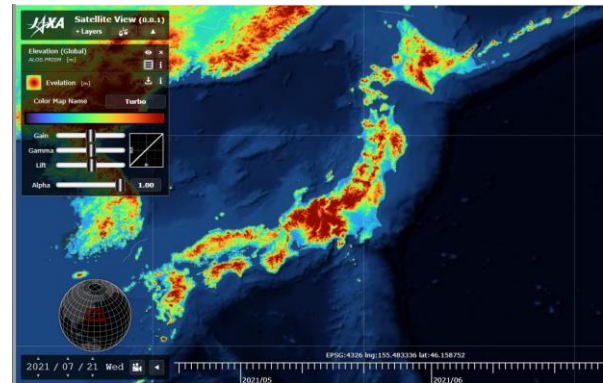 JAXA Satellite View (0.0.1)
+ Layers
Elevation (Global)
ALOS PRISM [m]
Evelation [m]
Color Map Name Turbo
Gain
Gamma
Lift
Alpha 1.00
EPSG:4326 lng:155.483336 lat:46.158752
2021 / 07 / 21 Wed
2021/05 2021/06